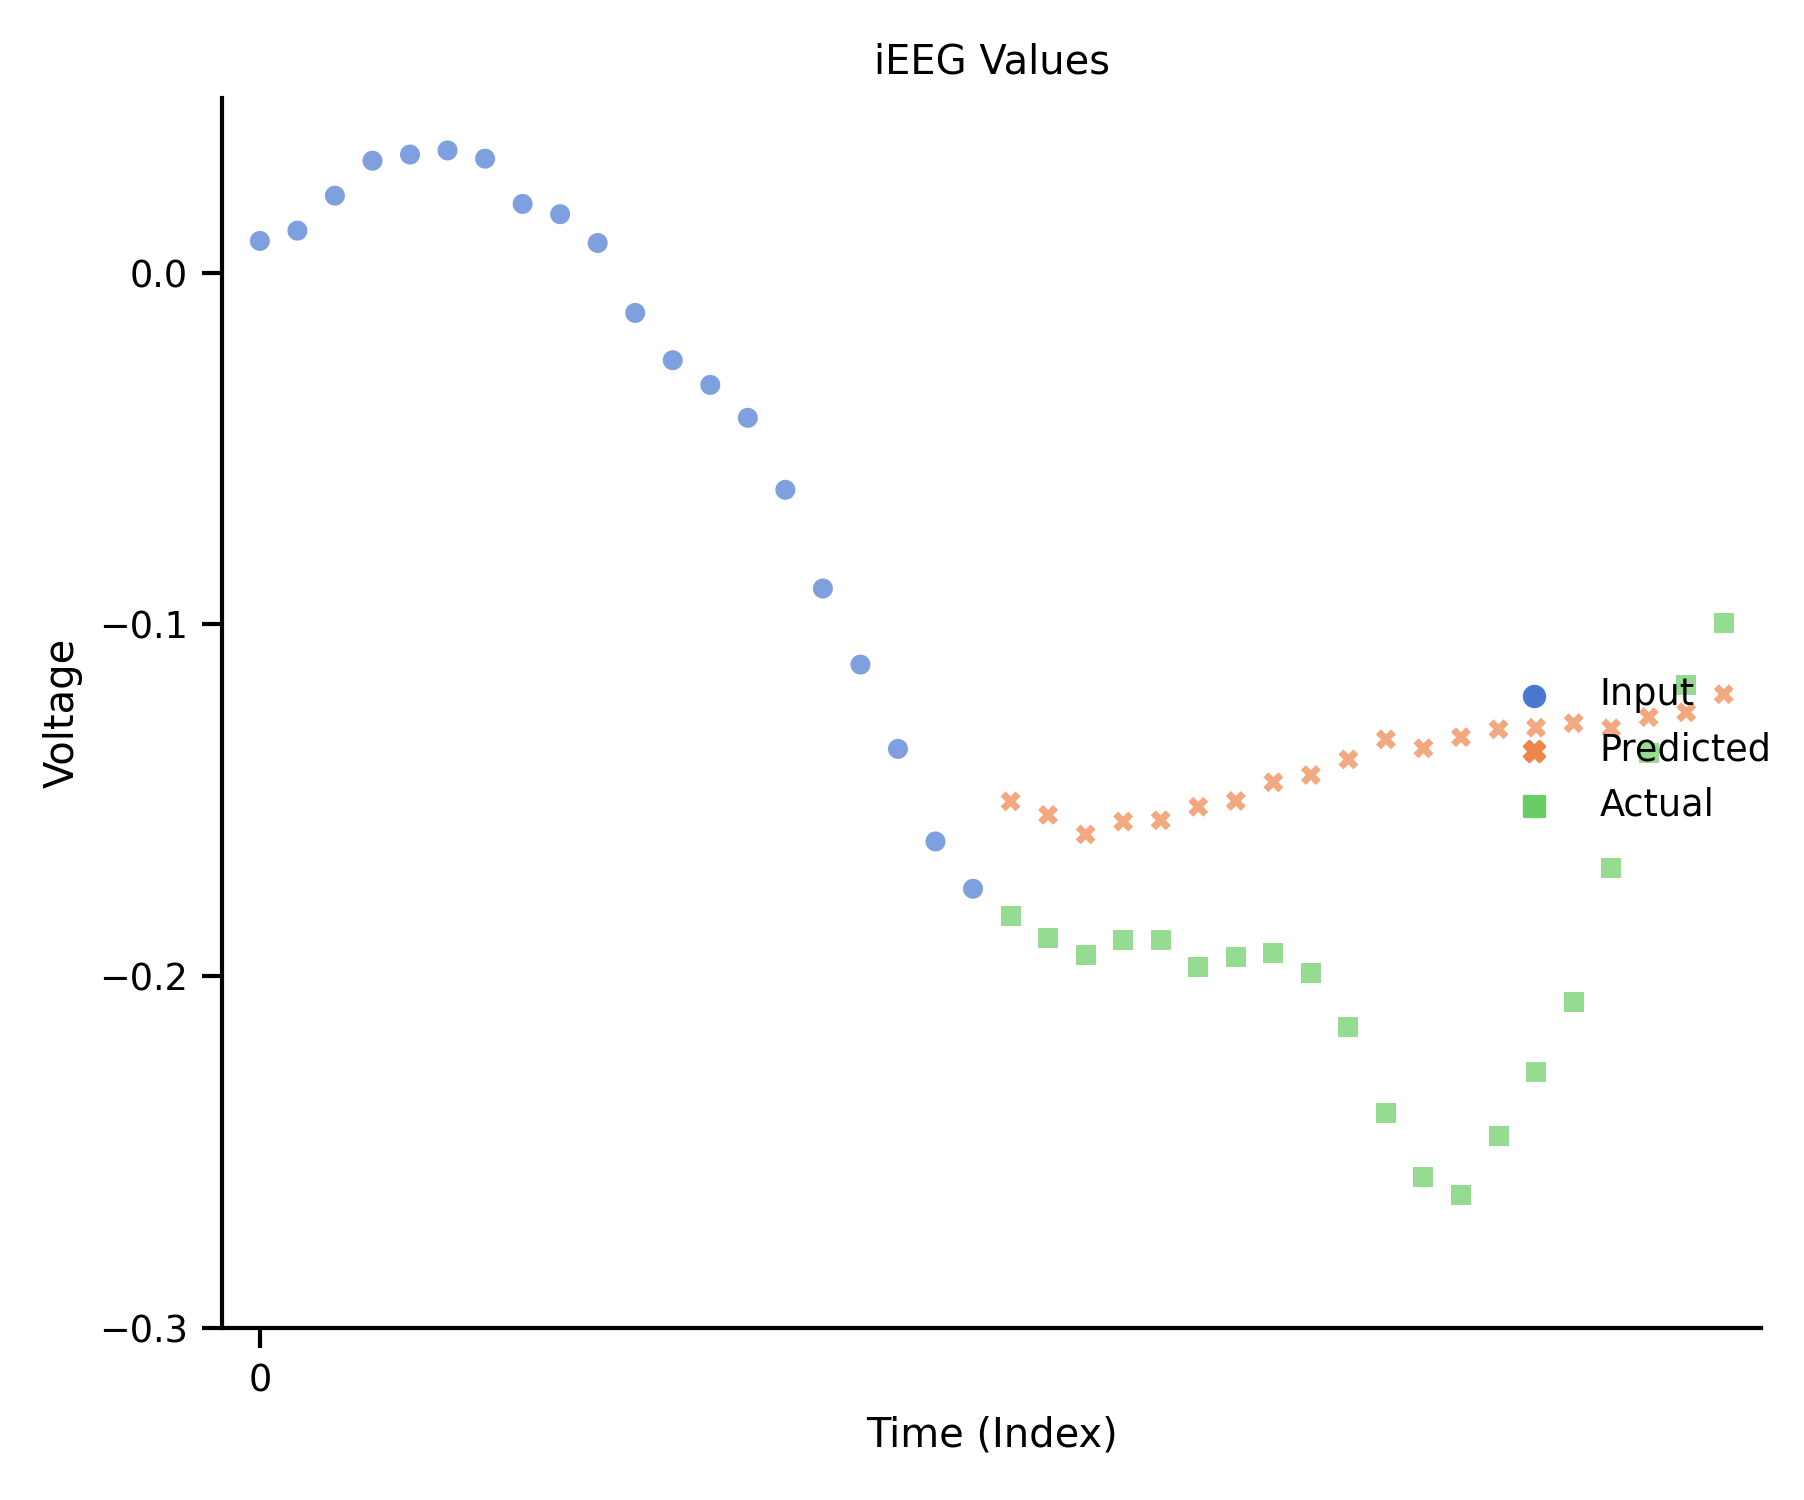 iEEG Values
Voltage
0.0
−0.1
−0.2
−0.3
0
Time (Index)
Input
Predicted
Actual